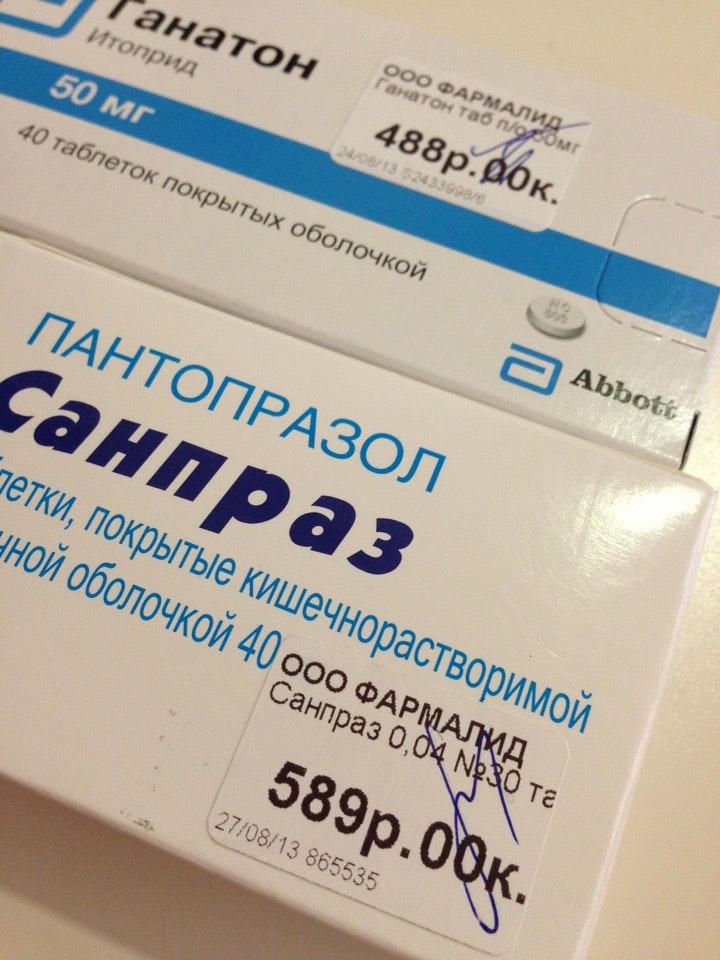 Ганатон
Итоприд
50 мг
40 таблеток покрытых оболочкой
ООО ФАРМАЛИД
Ганатон таб п/о 50мг
488р.00к.
24/08/13 S2433998/6
Abbott
ПАНТОПРАЗОЛ
Санпраз
летки, покрытые кишечнорастворимой
чной оболочкой 40
ООО ФАРМАЛИД
Санпраз 0,04 №30 та
589р.00к.
27/08/13 865535